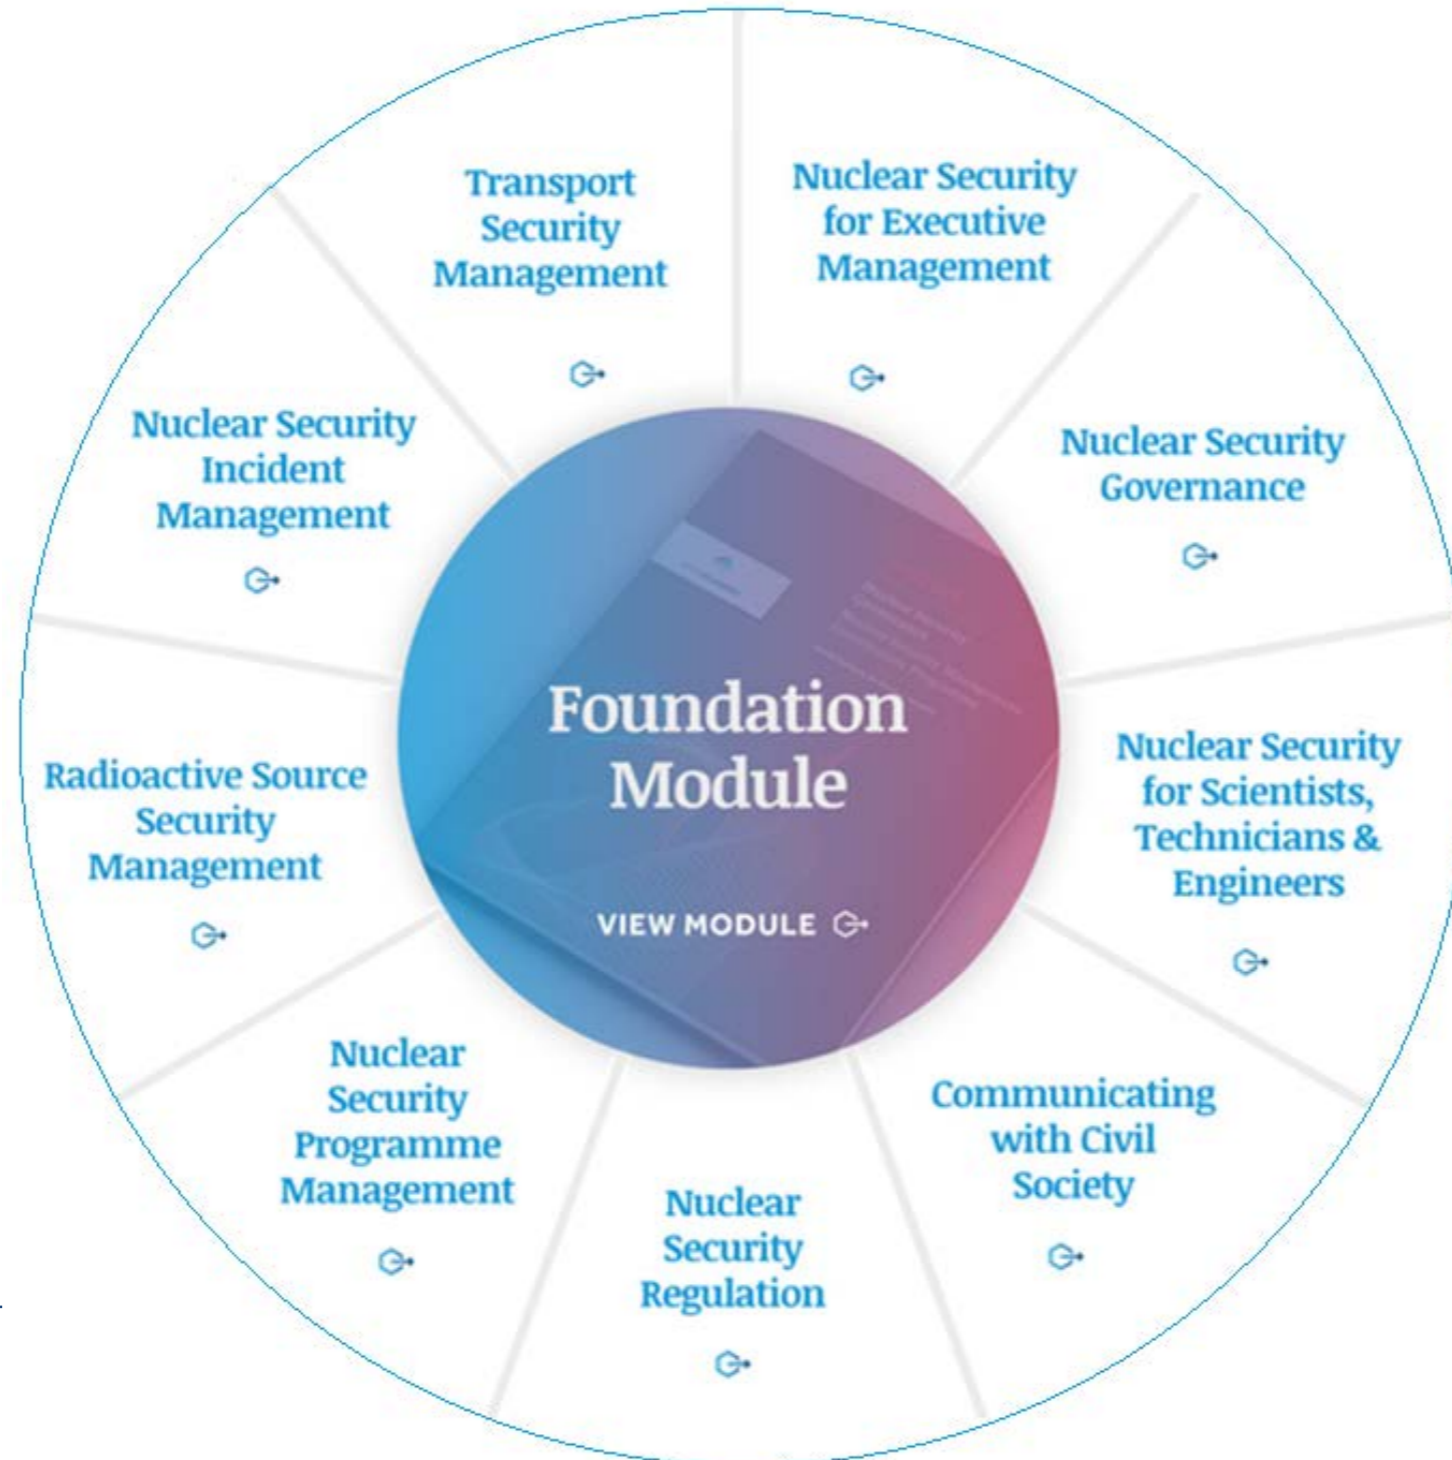 Transport
Security
Management
Nuclear Security
for Executive
Management
Nuclear Security
Governance
Nuclear Security
for Scientists,
Technicians &
Engineers
Communicating
with Civil
Society
Nuclear
Security
Regulation
Nuclear
Security
Programme
Management
Radioactive Source
Security
Management
Nuclear Security
Incident
Management
Foundation
Module
VIEW MODULE